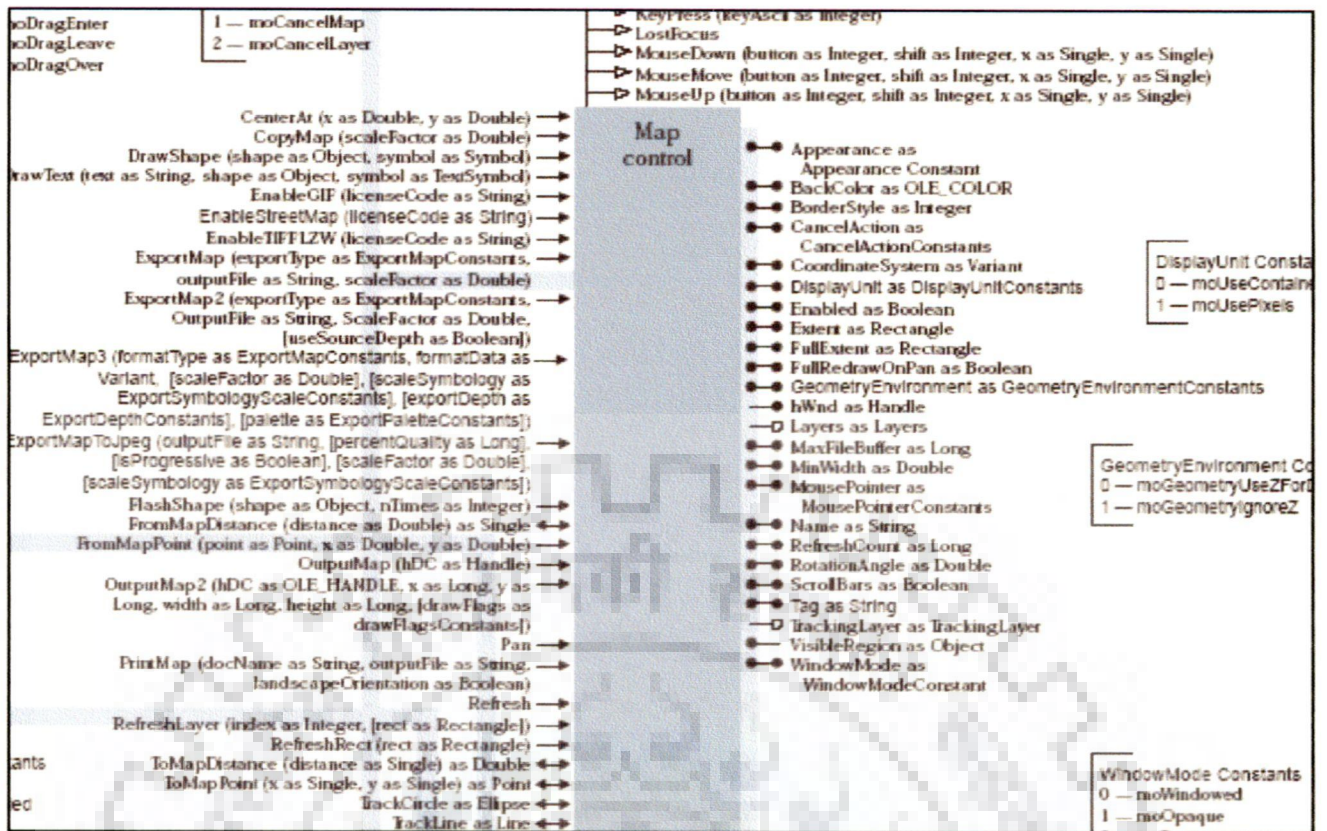 moDragEnter
moDragLeave
moDragOver
1 — moCancelMap
2 — moCancelLayer
KeyPress (keyAscii as Integer)
LostFocus
MouseDown (button as Integer, shift as Integer, x as Single, y as Single)
MouseMove (button as Integer, shift as Integer, x as Single, y as Single)
MouseUp (button as Integer, shift as Integer, x as Single, y as Single)
CenterAt (x as Double, y as Double)
CopyMap (scaleFactor as Double)
DrawShape (shape as Object, symbol as Symbol)
rawText (text as String, shape as Object, symbol as TextSymbol)
EnableGIF (licenseCode as String)
EnableStreetMap (licenseCode as String)
EnableTIFFLZW (licenseCode as String)
ExportMap (exportType as ExportMapConstants,
outputFile as String, scaleFactor as Double)
ExportMap2 (exportType as ExportMapConstants,
OutputFile as String, ScaleFactor as Double,
[useSourceDepth as Boolean])
ExportMap3 (formatType as ExportMapConstants, formatData as
Variant, [scaleFactor as Double], [scaleSymbology as
ExportSymbologyScaleConstants], [exportDepth as
ExportDepthConstants], [palette as ExportPaletteConstants])
ExportMapToJpeg (outputFile as String, [percentQuality as Long],
[isProgressive as Boolean], [scaleFactor as Double],
[scaleSymbology as ExportSymbologyScaleConstants])
FlashShape (shape as Object, nTimes as Integer)
FromMapDistance (distance as Double) as Single
FromMapPoint (point as Point, x as Double, y as Double)
OutputMap (hDC as Handle)
OutputMap2 (hDC as OLE_HANDLE, x as Long, y as
Long, width as Long, height as Long, [drawFlags as
drawFlagsConstants])
Pan
PrintMap (docName as String, outputFile as String,
landscapeOrientation as Boolean)
Refresh
RefreshLayer (index as Integer, [rect as Rectangle])
RefreshRect (rect as Rectangle)
ToMapDistance (distance as Single) as Double
ToMapPoint (x as Single, y as Single) as Point
TrackCircle as Ellipse
TrackLine as Line
ants
ed
Map
control
Appearance as
Appearance Constant
BackColor as OLE_COLOR
BorderStyle as Integer
CancelAction as
CancelActionConstants
CoordinateSystem as Variant
DisplayUnit as DisplayUnitConstants
Enabled as Boolean
Extent as Rectangle
FullExtent as Rectangle
FullRedrawOnPan as Boolean
GeometryEnvironment as GeometryEnvironmentConstants
hWnd as Handle
Layers as Layers
MaxFileBuffer as Long
MinWidth as Double
MousePointer as
MousePointerConstants
Name as String
RefreshCount as Long
RotationAngle as Double
ScrollBars as Boolean
Tag as String
TrackingLayer as TrackingLayer
VisibleRegion as Object
WindowMode as
WindowModeConstant
DisplayUnit Consta
0 — moUseContaine
1 — moUsePixels
GeometryEnvironment Co
0 — moGeometryUseZForD
1 — moGeometryIgnoreZ
WindowMode Constants
0 — moWindowed
1 — moOpaque